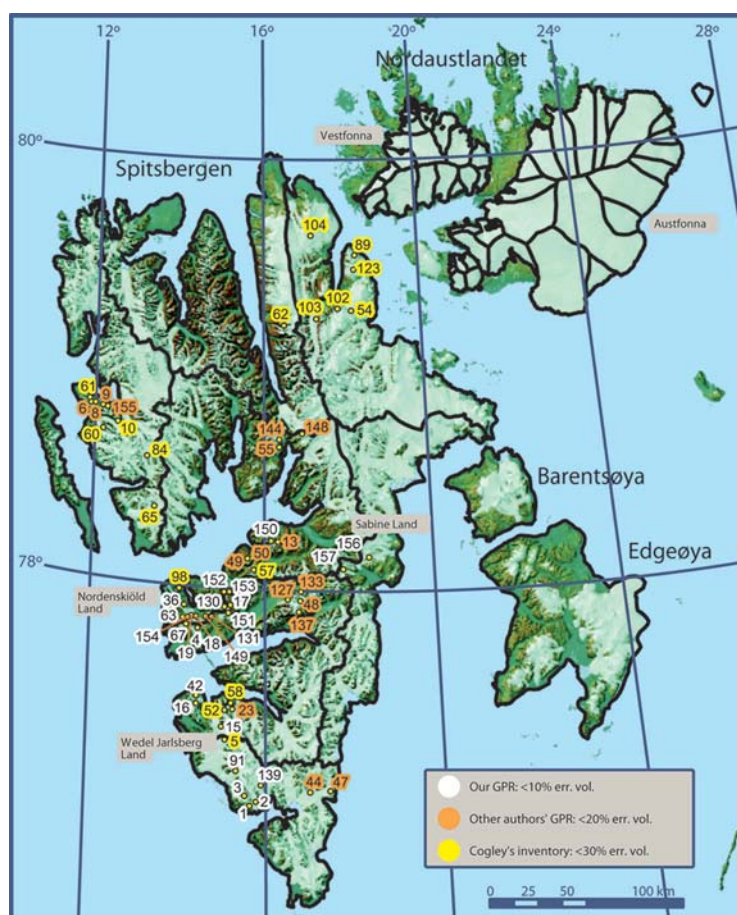 12º 16º 20º 24º 28º
Nordaustlandet
Vestfonna
80º
Spitsbergen
104
Austfonna
89
123
102
103 54
62
61 9
6 8 155
60 10
144 148
55
84
65
Barentsøya
Sabine Land
150
13 156
50 157
49
78º
57
Edgeøya
98 152 153 133
127
Nordenskiöld
Land
36 130 17 48
63 151 137
154 67 4 18 131
19 149
42 58
16 52 23
15
Wedel Jarlsberg
Land
5
91
139
3 44 47
2
1
Our GPR: <10% err. vol.
Other authors' GPR: <20% err. vol.
Cogley's inventory: <30% err. vol.
0 25 50 100 km